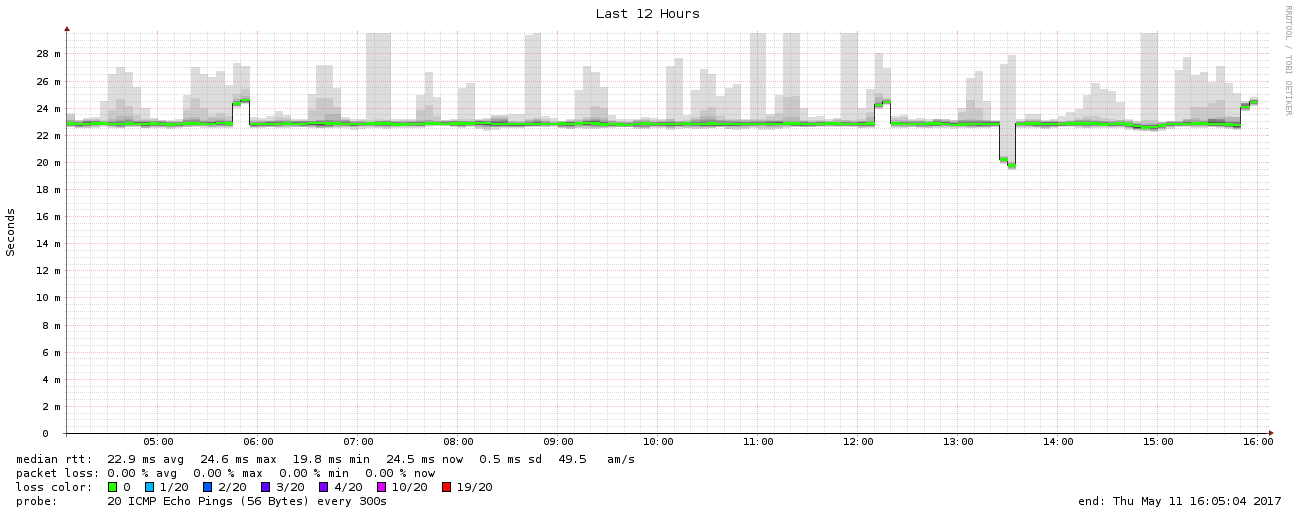 Last 12 Hours
RRDTOOL / TOBI OETIKER
Seconds
28 m
26 m
24 m
22 m
20 m
18 m
16 m
14 m
12 m
10 m
8 m
6 m
4 m
2 m
0
05:00 06:00 07:00 08:00 09:00 10:00 11:00 12:00 13:00 14:00 15:00 16:00
median rtt: 22.9 ms avg 24.6 ms max 19.8 ms min 24.5 ms now 0.5 ms sd 49.5 am/s
packet loss: 0.00 % avg 0.00 % max 0.00 % min 0.00 % now
loss color: 0 1/20 2/20 3/20 4/20 10/20 19/20
probe: 20 ICMP Echo Pings (56 Bytes) every 300s end: Thu May 11 16:05:04 2017